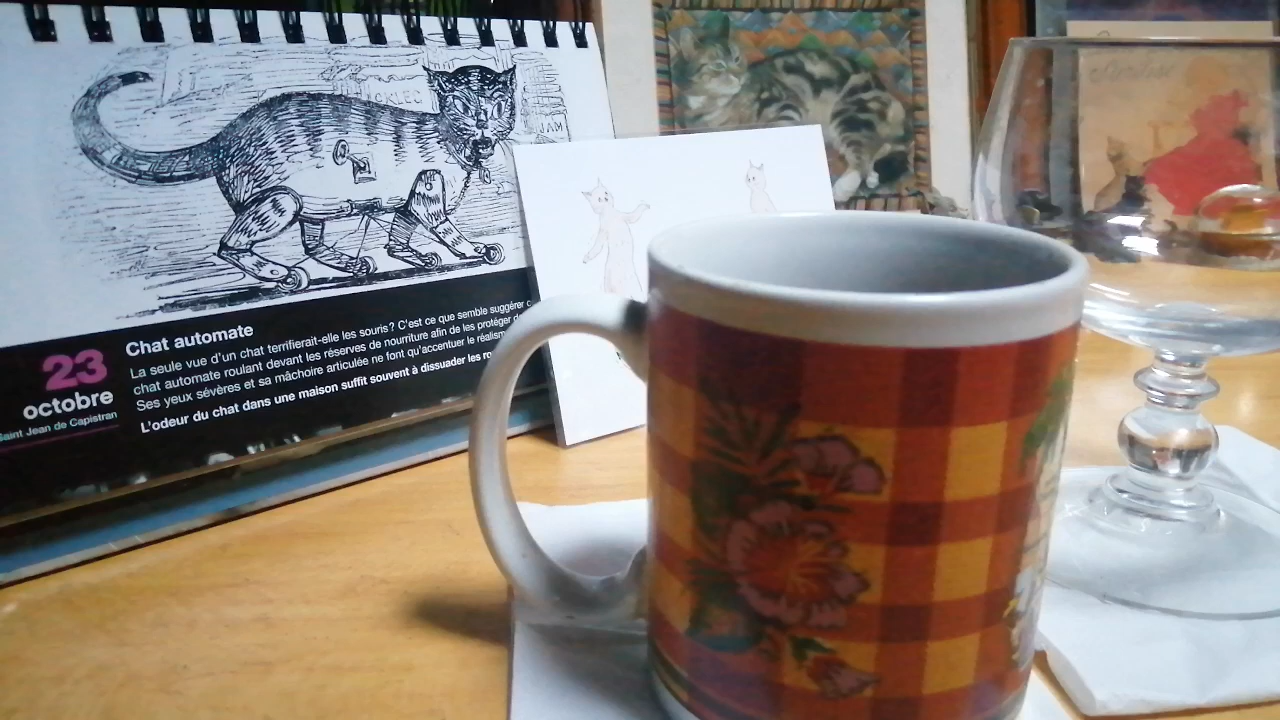 JAM
23
octobre
Saint Jean de Capistran
Chat automate
La seule vue d'un chat terrifierait-elle les souris? C'est ce que semble suggérer
chat automate roulant devant les réserves de nourriture afin de les protéger
Ses yeux sévères et sa mâchoire articulée ne font qu'accentuer le
L'odeur du chat dans une maison suffit souvent à dissuader les